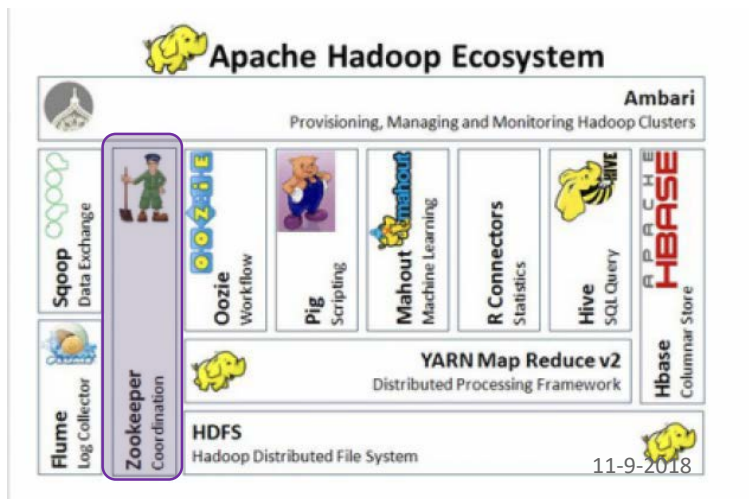 Apache Hadoop Ecosystem
Ambari
Provisioning, Managing and Monitoring Hadoop Clusters
sqoop
Sqoop
Data Exchange
Zookeeper
Coordination
OOZIE
Oozie
Workflow
Pig
Scripting
mahout
Mahout
Machine Learning
R Connectors
Statistics
HIVE
Hive
SQL Query
APACHE
HBASE
Hbase
Columnar Store
Flume
Log Collector
YARN Map Reduce v2
Distributed Processing Framework
HDFS
Hadoop Distributed File System
11-9-2018